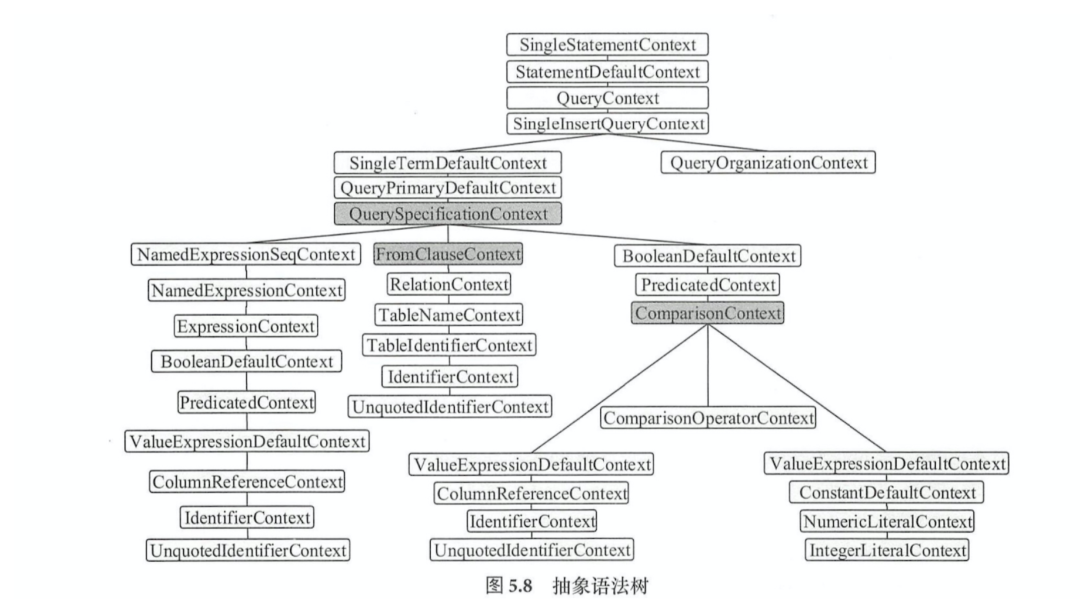 SingleStatementContext
StatementDefaultContext
QueryContext
SingleInsertQueryContext
SingleTermDefaultContext
QueryOrganizationContext
QueryPrimaryDefaultContext
QuerySpecificationContext
NamedExpressionSeqContext
FromClauseContext
BooleanDefaultContext
NamedExpressionContext
RelationContext
PredicatedContext
ExpressionContext
TableNameContext
ComparisonContext
BooleanDefaultContext
TableIdentifierContext
PredicatedContext
IdentifierContext
UnquotedIdentifierContext
ComparisonOperatorContext
ValueExpressionDefaultContext
ColumnReferenceContext
IdentifierContext
UnquotedIdentifierContext
ValueExpressionDefaultContext
ColumnReferenceContext
IdentifierContext
UnquotedIdentifierContext
ValueExpressionDefaultContext
ConstantDefaultContext
NumericLiteralContext
IntegerLiteralContext
图 5.8 抽象语法树